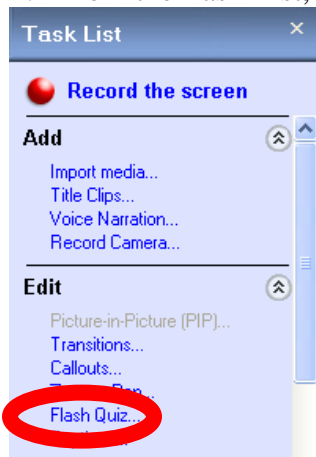 Task List
Record the screen
Add
Import media...
Title Clips...
Voice Narration...
Record Camera...
Edit
Picture-in-Picture (PIP)...
Transitions...
Callouts...
Flash Quiz...